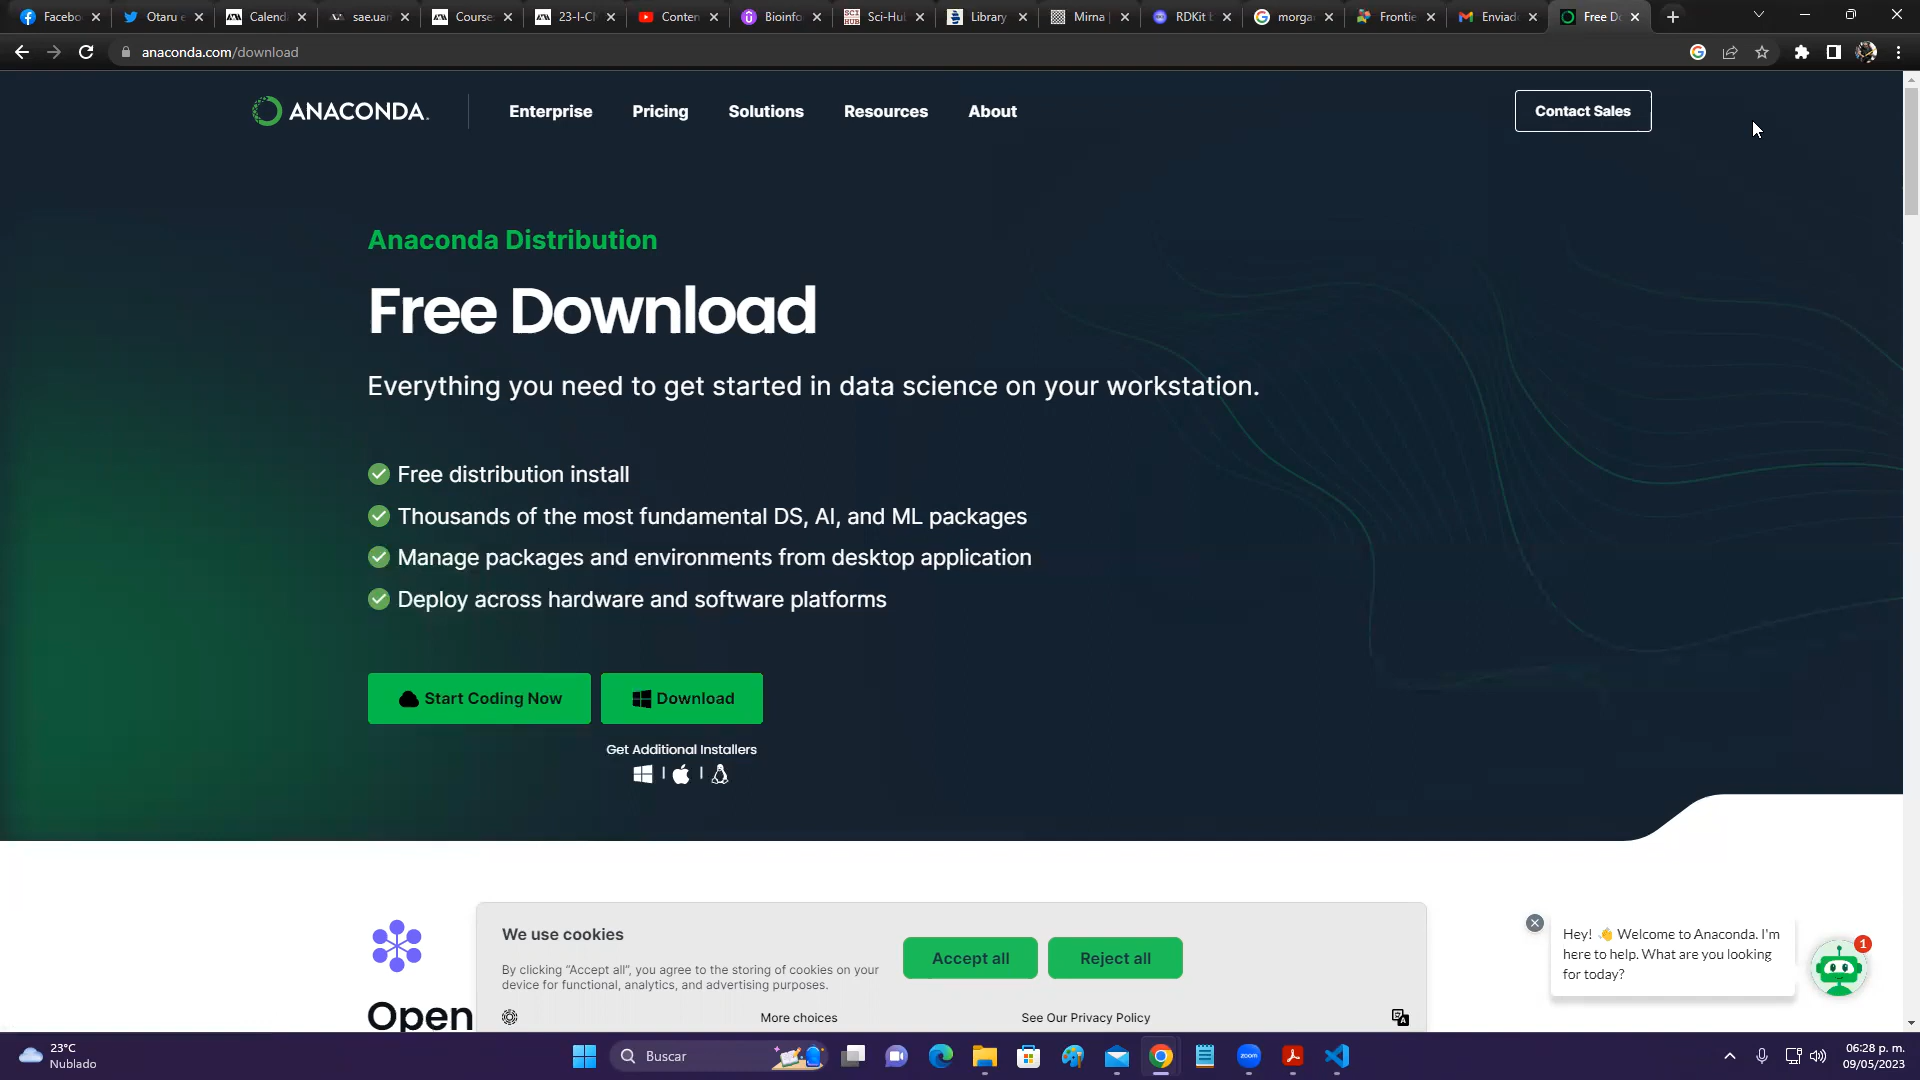 Facebo
Otaru e
Calend
sae.uar
Course
23-I-Cl
Conten
Bioinfo
Sci-Hu
Library
Mirna |
RDKit b
morga
Frontie
Enviad
Free Do
anaconda.com/download
ANACONDA.
Enterprise
Pricing
Solutions
Resources
About
Contact Sales
Anaconda Distribution
Free Download
Everything you need to get started in data science on your workstation.
Free distribution install
Thousands of the most fundamental DS, AI, and ML packages
Manage packages and environments from desktop application
Deploy across hardware and software platforms
Start Coding Now
Download
Get Additional Installers
We use cookies
By clicking “Accept all”, you agree to the storing of cookies on your
device for functional, analytics, and advertising purposes.
Accept all
Reject all
More choices
See Our Privacy Policy
Open
Hey! 👋 Welcome to Anaconda. I'm
here to help. What are you looking
for today?
1
23°C
Nublado
Buscar
zoom
06:28 p. m.
09/05/2023